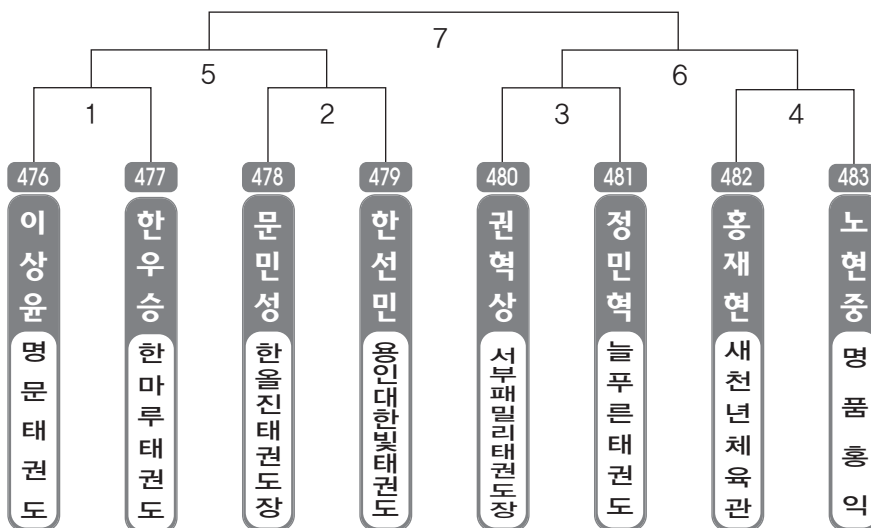 7
5
6
1
2
3
4
476
477
478
479
480
481
482
483
이상윤
한우승
문민성
한선민
권혁상
정민혁
홍재현
노현중
명문태권도
한마루태권도
한올진태권도장
용인대한빛태권도
서부패밀리태권도장
늘푸른태권도
새천년체육관
명품홍익